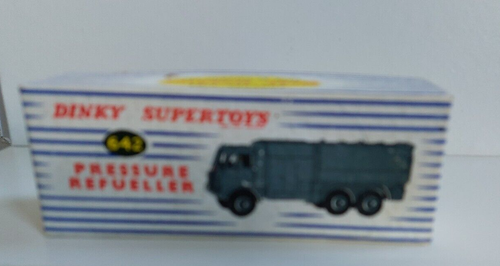 DINKY SUPERTOYS
642
PRESSURE
REFUELLER